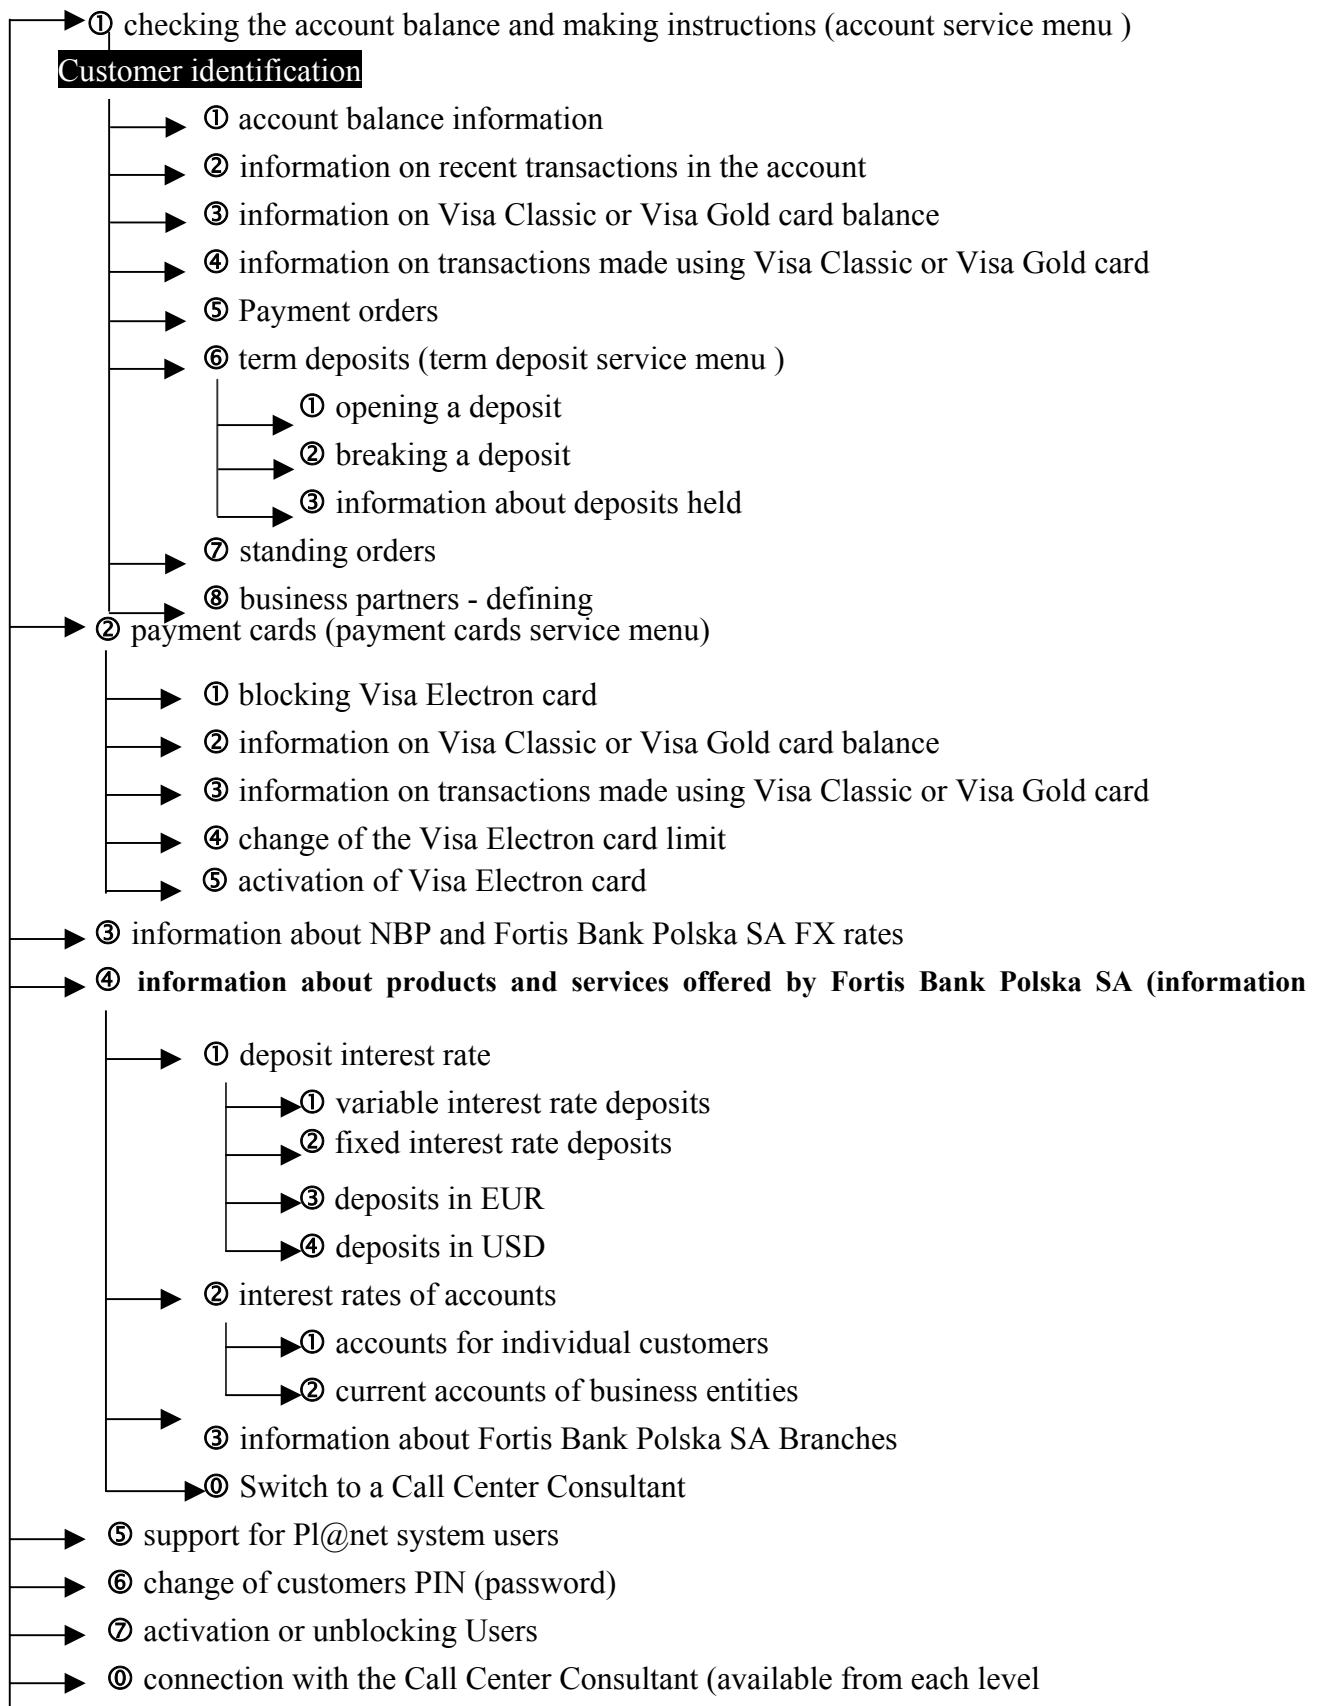 ① checking the account balance and making instructions (account service menu )
Customer identification
① account balance information
② information on recent transactions in the account
③ information on Visa Classic or Visa Gold card balance
④ information on transactions made using Visa Classic or Visa Gold card
⑤ Payment orders
⑥ term deposits (term deposit service menu )
① opening a deposit
② breaking a deposit
③ information about deposits held
⑦ standing orders
⑧ business partners - defining
② payment cards (payment cards service menu)
① blocking Visa Electron card
② information on Visa Classic or Visa Gold card balance
③ information on transactions made using Visa Classic or Visa Gold card
④ change of the Visa Electron card limit
⑤ activation of Visa Electron card
③ information about NBP and Fortis Bank Polska SA FX rates
④ information about products and services offered by Fortis Bank Polska SA (information
① deposit interest rate
① variable interest rate deposits
② fixed interest rate deposits
③ deposits in EUR
④ deposits in USD
② interest rates of accounts
① accounts for individual customers
② current accounts of business entities
③ information about Fortis Bank Polska SA Branches
⓪ Switch to a Call Center Consultant
⑤ support for Pl@net system users
⑥ change of customers PIN (password)
⑦ activation or unblocking Users
⓪ connection with the Call Center Consultant (available from each level